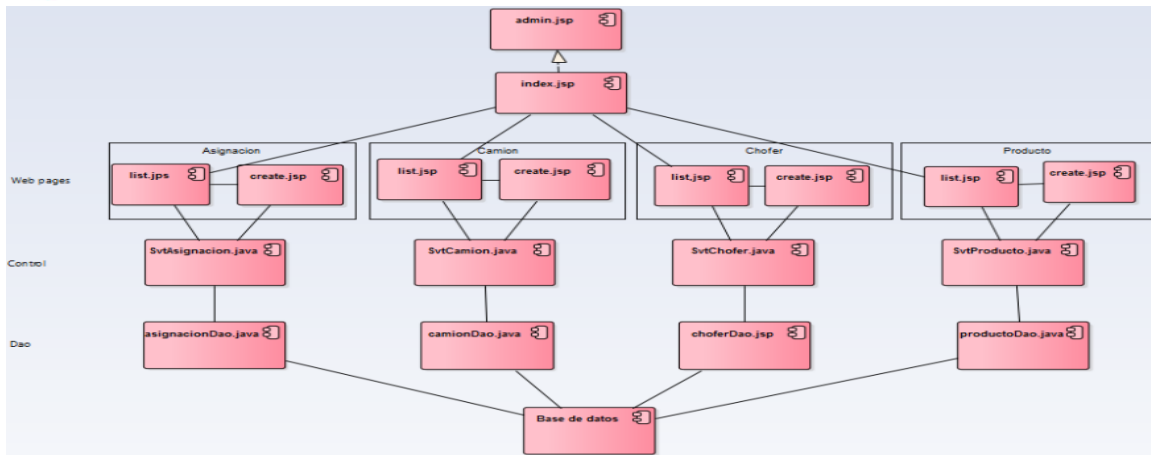 admin.jsp
index.jsp
Asignacion
Camion
Chofer
Producto
Web pages
list.jps
create.jsp
list.jsp
create.jsp
list.jsp
create.jsp
list.jsp
create.jsp
Control
SvtAsignacion.java
SvtCamion.java
SvtChofer.java
SvtProducto.java
Dao
asignacionDao.java
camionDao.java
choferDao.jsp
productoDao.java
Base de datos